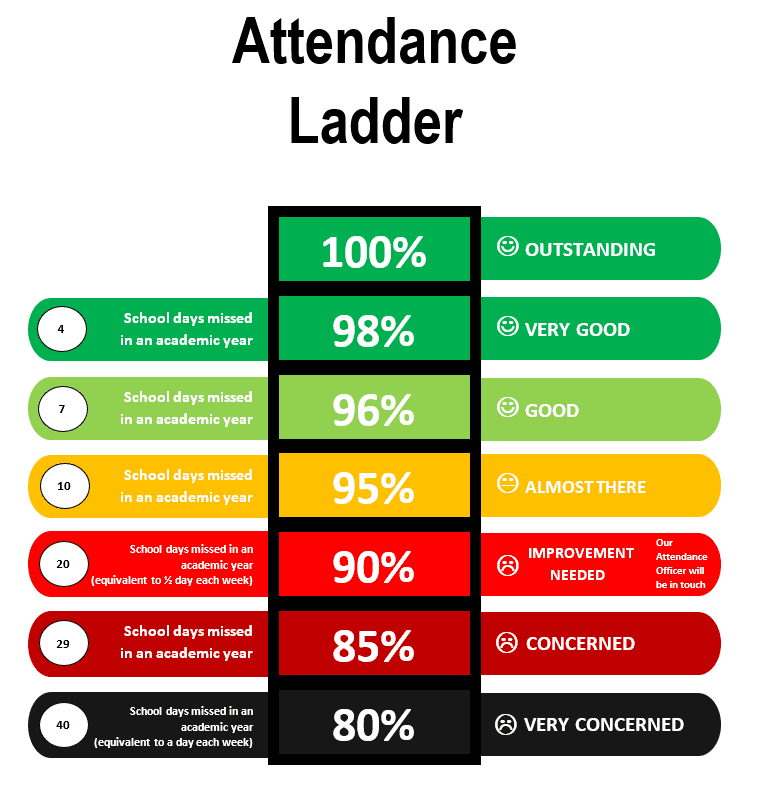 Attendance
Ladder
100%
OUTSTANDING
4
School days missed
in an academic year
98%
VERY GOOD
7
School days missed
in an academic year
96%
GOOD
10
School days missed
in an academic year
95%
ALMOST THERE
20
School days missed in an
academic year
(equivalent to ½ day each week)
90%
IMPROVEMENT
NEEDED
Our
Attendance
Officer will
be in touch
29
School days missed
in an academic year
85%
CONCERNED
40
School days missed in an
academic year
(equivalent to a day each week)
80%
VERY CONCERNED